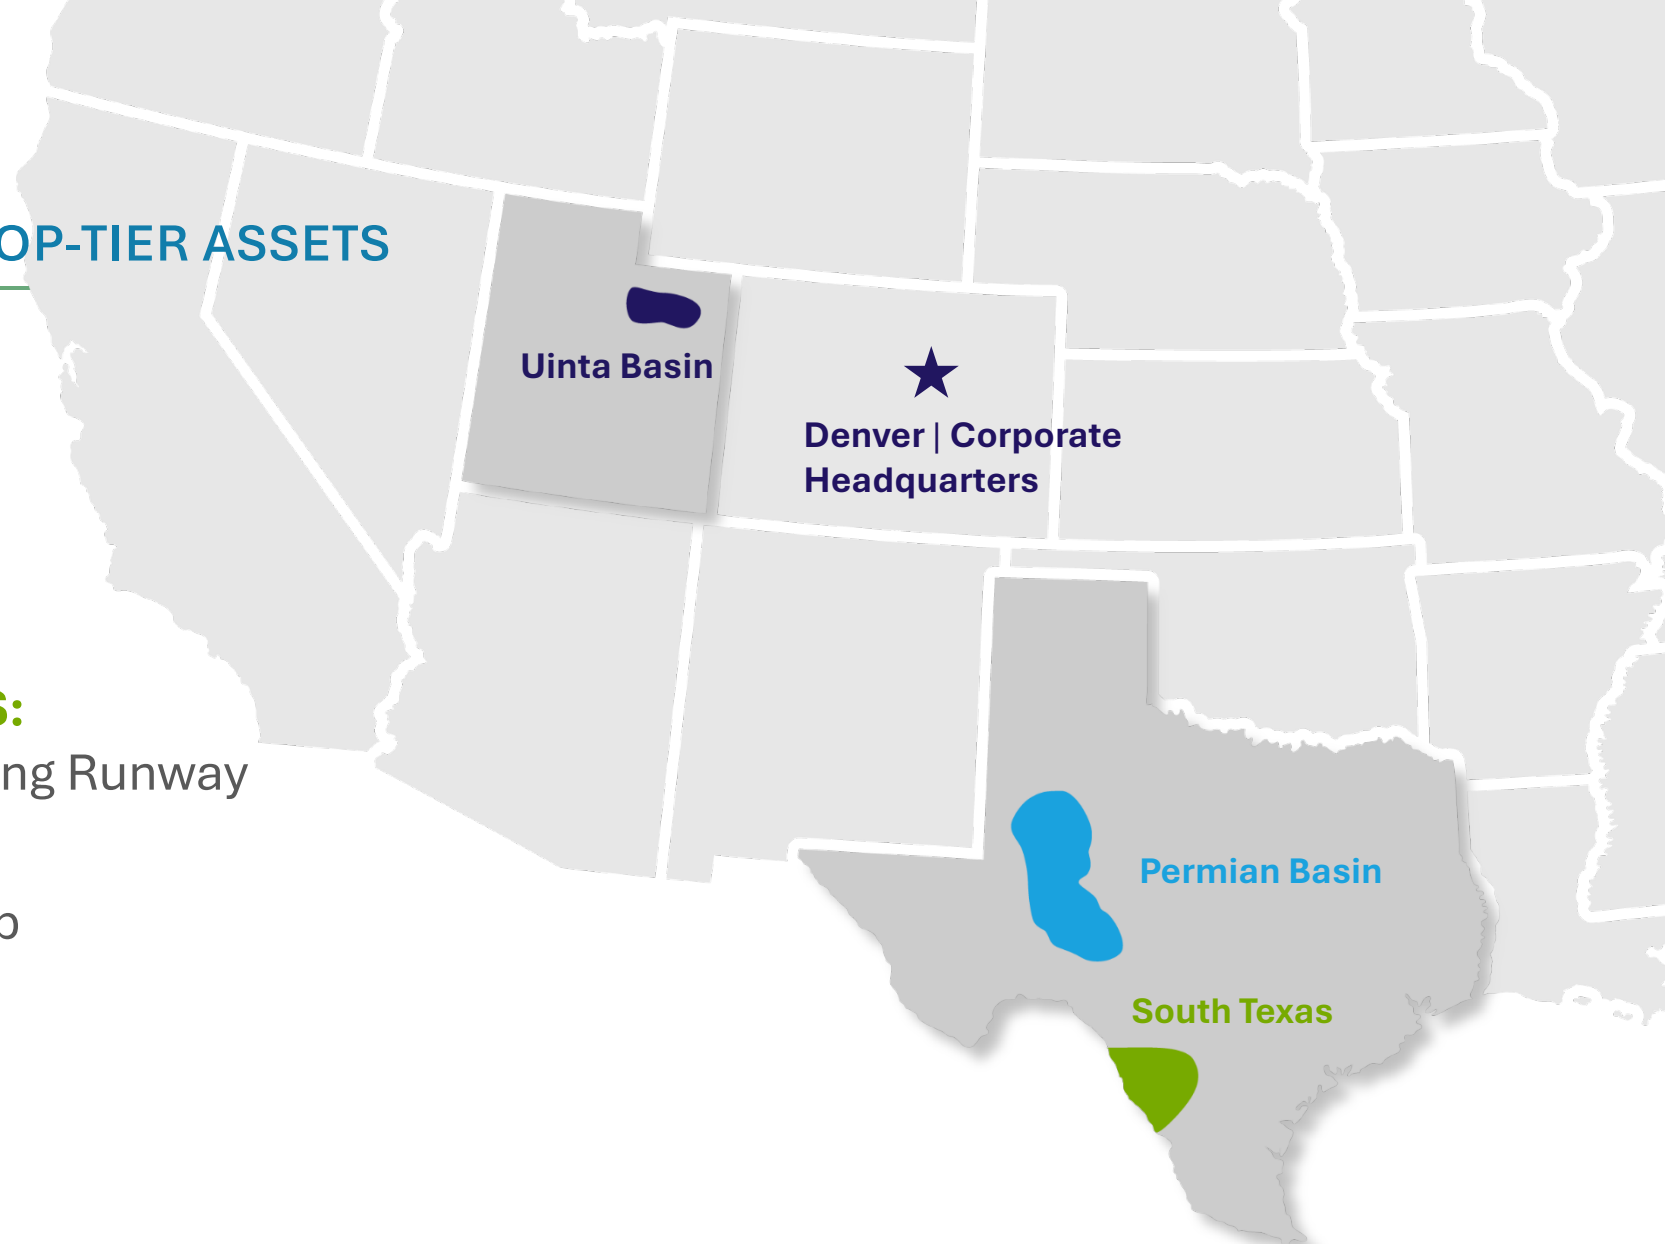 OP-TIER ASSETS
Uinta Basin
Denver | Corporate
Headquarters
S:
ng Runway
p
Permian Basin
South Texas